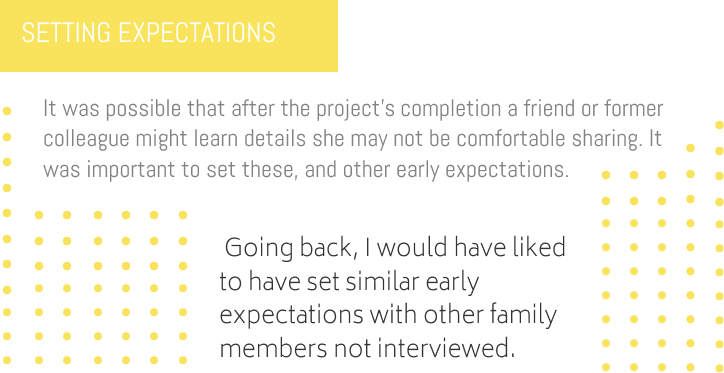 SETTING EXPECTATIONS
It was possible that after the project's completion a friend or former
colleague might learn details she may not be comfortable sharing. It
was important to set these, and other early expectations.
Going back, I would have liked
to have set similar early
expectations with other family
members not interviewed.